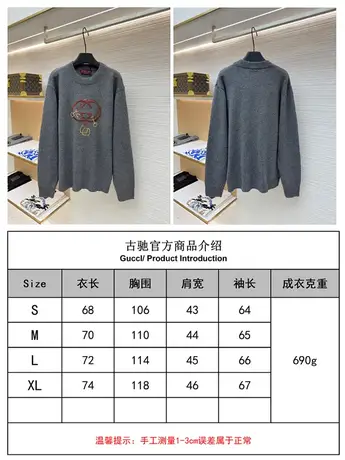 古驰官方商品介绍
GuccI/ Product Introduction
Size 衣长 胸围 肩宽 袖长 成衣克重
S 68 106 43 64
M 70 110 44 65
L 72 114 45 66
XL 74 118 46 67
690g
温馨提示：手工测量1-3cm误差属于正常